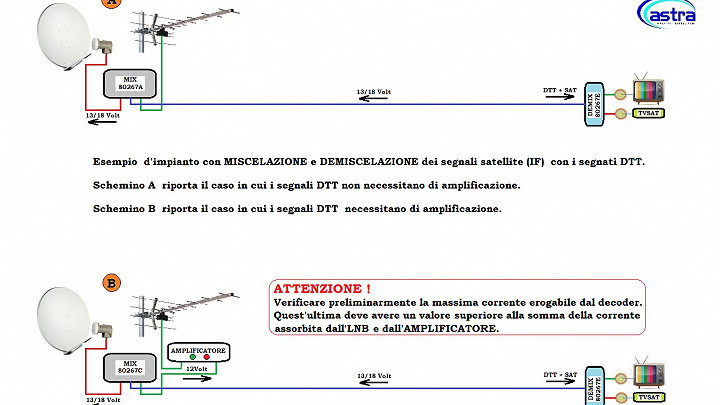 A
astra
MIX
80267A
13/18 Volt
13/18 Volt
DTT + SAT
DEMIX
80267E
TVSAT
Esempio d'impianto con MISCELAZIONE e DEMISCELAZIONE dei segnali satellite (IF) con i segnati DTT.
Schemino A riporta il caso in cui i segnali DTT non necessitano di amplificazione.
Schemino B riporta il caso in cui i segnali DTT necessitano di amplificazione.
B
ATTENZIONE !
Verificare preliminarmente la massima corrente erogabile dal decoder.
Quest'ultima deve avere un valore superiore alla somma della corrente
assorbita dall'LNB e dall'AMPLIFICATORE.
AMPLIFICATORE
12Volt
MIX
80267C
13/18 Volt
13/18 Volt
DTT + SAT
DEMIX
80267E
TVSAT